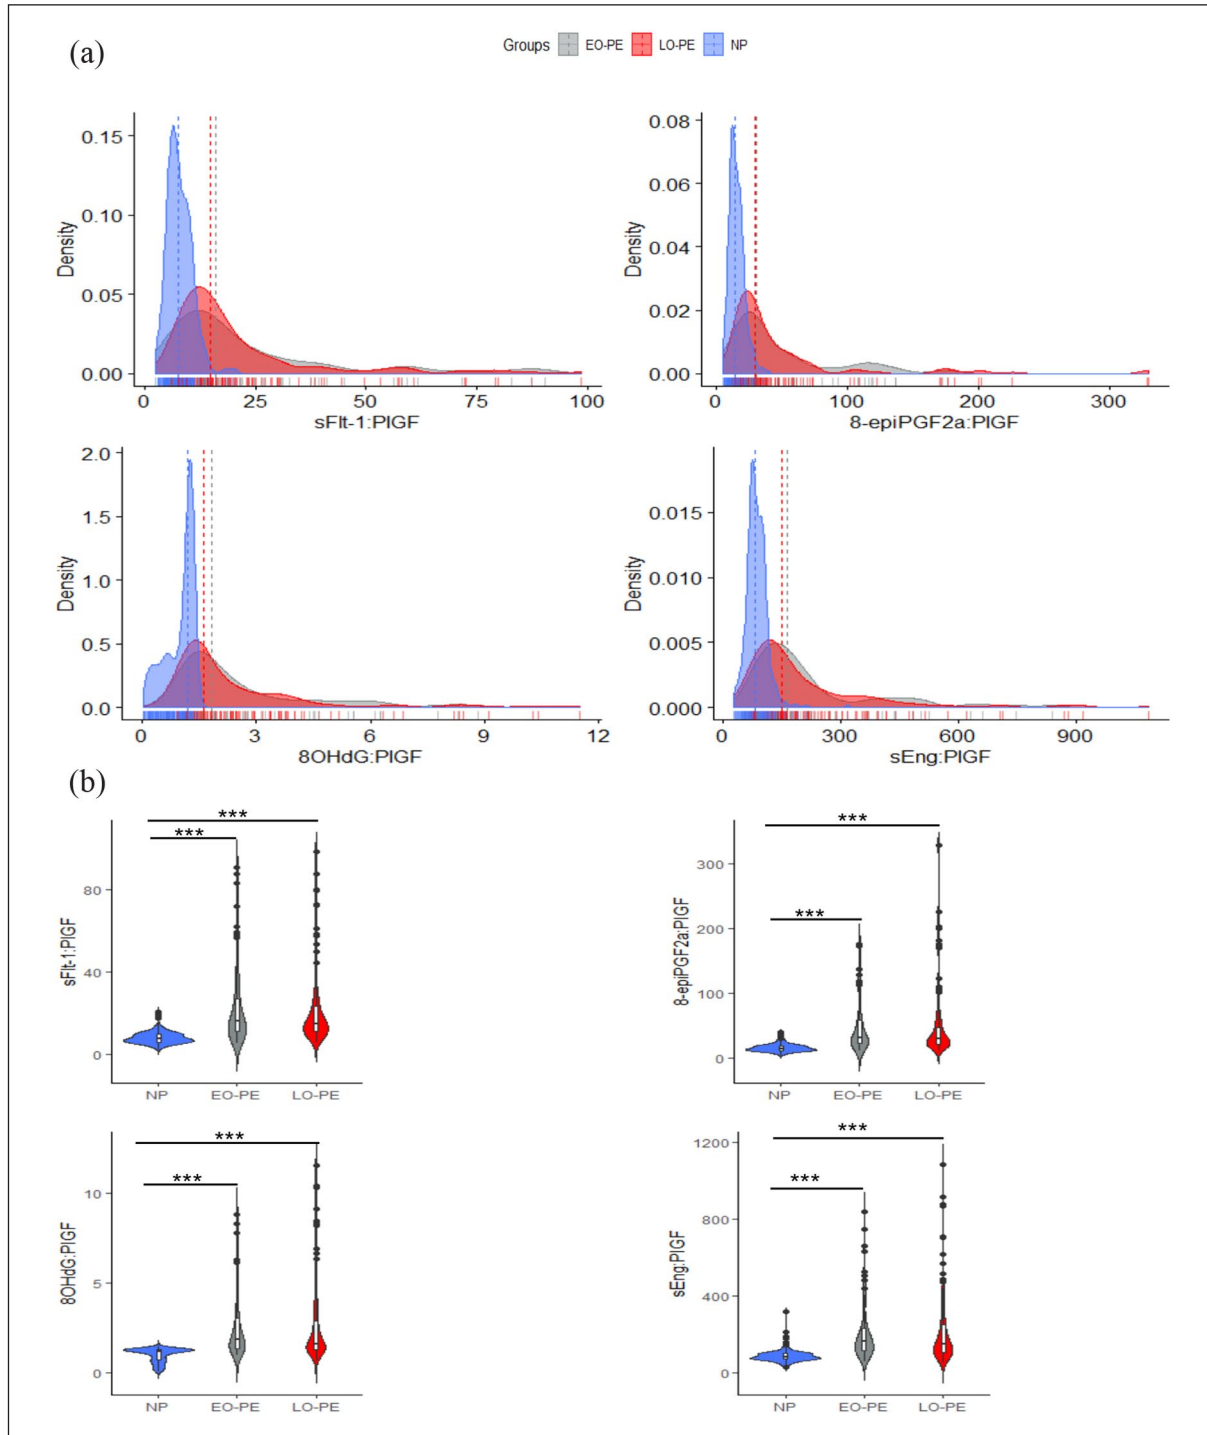 (a)
Groups EO-PE LO-PE NP
0.15
0.10
0.05
0.00
Density
0 25 50 75 100
sFlt-1:PlGF
0.08
0.06
0.04
0.02
0.00
Density
0 100 200 300
8-epiPGF2a:PlGF
2.0
1.5
1.0
0.5
0.0
Density
0 3 6 9 12
8OHdG:PlGF
0.015
0.010
0.005
0.000
Density
0 300 600 900
sEng:PlGF
(b)
***
***
80
40
0
sFlt-1:PlGF
NP EO-PE LO-PE
***
***
300
200
100
0
8-epiPGF2a:PlGF
NP EO-PE LO-PE
***
***
10
5
0
8OHdG:PlGF
NP EO-PE LO-PE
***
***
1200
800
400
0
sEng:PlGF
NP EO-PE LO-PE